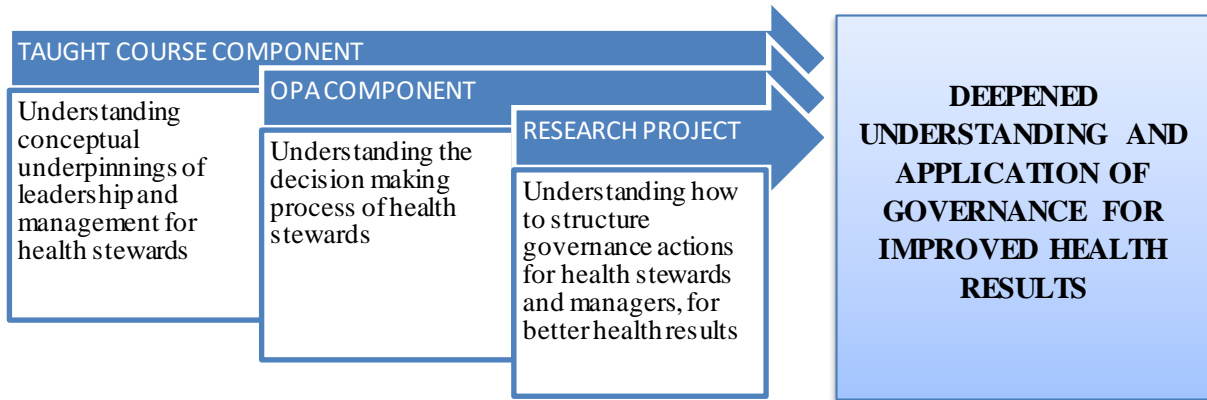 TAUGHT COURSE COMPONENT
Understanding
conceptual
underpinnings of
leadership and
management for
health stewards
OPA COMPONENT
Understanding the
decision making
process of health
stewards
RESEARCH PROJECT
Understanding how
to structure
governance actions
for health stewards
and managers, for
better health results
DEEPENED
UNDERSTANDING AND
APPLICATION OF
GOVERNANCE FOR
IMPROVED HEALTH
RESULTS